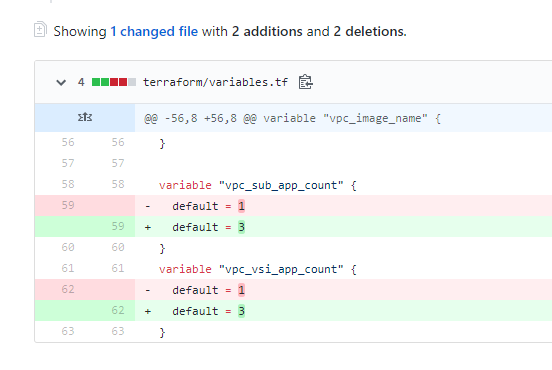 Showing 1 changed file with 2 additions and 2 deletions.
4 terraform/variables.tf
@@ -56,8 +56,8 @@ variable "vpc_image_name" {
56 56 }
57 57
58 58 variable "vpc_sub_app_count" {
59 - default = 1
59 + default = 3
60 60 }
61 61 variable "vpc_vsi_app_count" {
62 - default = 1
62 + default = 3
63 63 }